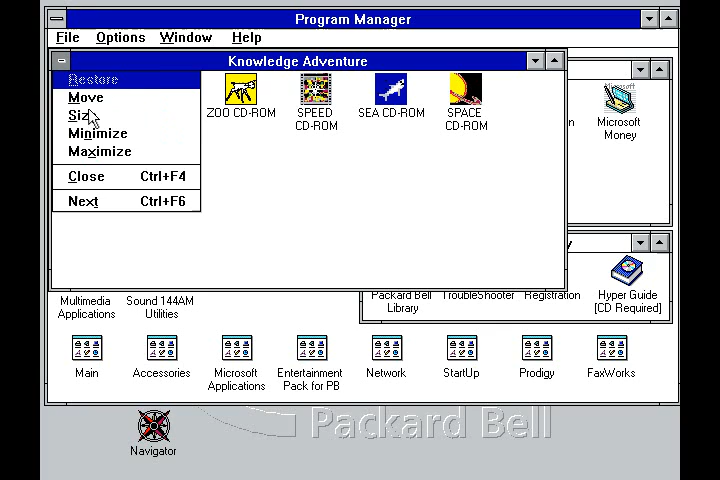 Program Manager
File Options Window Help
Knowledge Adventure
Restore
Move
Size
Minimize
Maximize
Close Ctrl+F4
Next Ctrl+F6
ZOO CD-ROM
SPEED
CD-ROM
SEA CD-ROM
SPACE
CD-ROM
Microsoft
Money
Multimedia
Applications
Sound 144AM
Utilities
Packard Bell
Library
TroubleShooter
Registration
Hyper Guide
[CD Required]
Main
Accessories
Microsoft
Applications
Entertainment
Pack for PB
Network
StartUp
Prodigy
FaxWorks
Packard Bell
Navigator